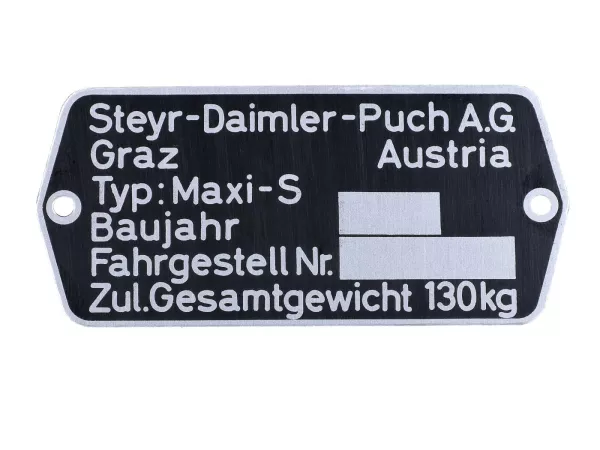 Steyr-Daimler-Puch A.G.
Graz Austria
Typ: Maxi-S
Baujahr
Fahrgestell Nr.
Zul.Gesamtgewicht 130kg